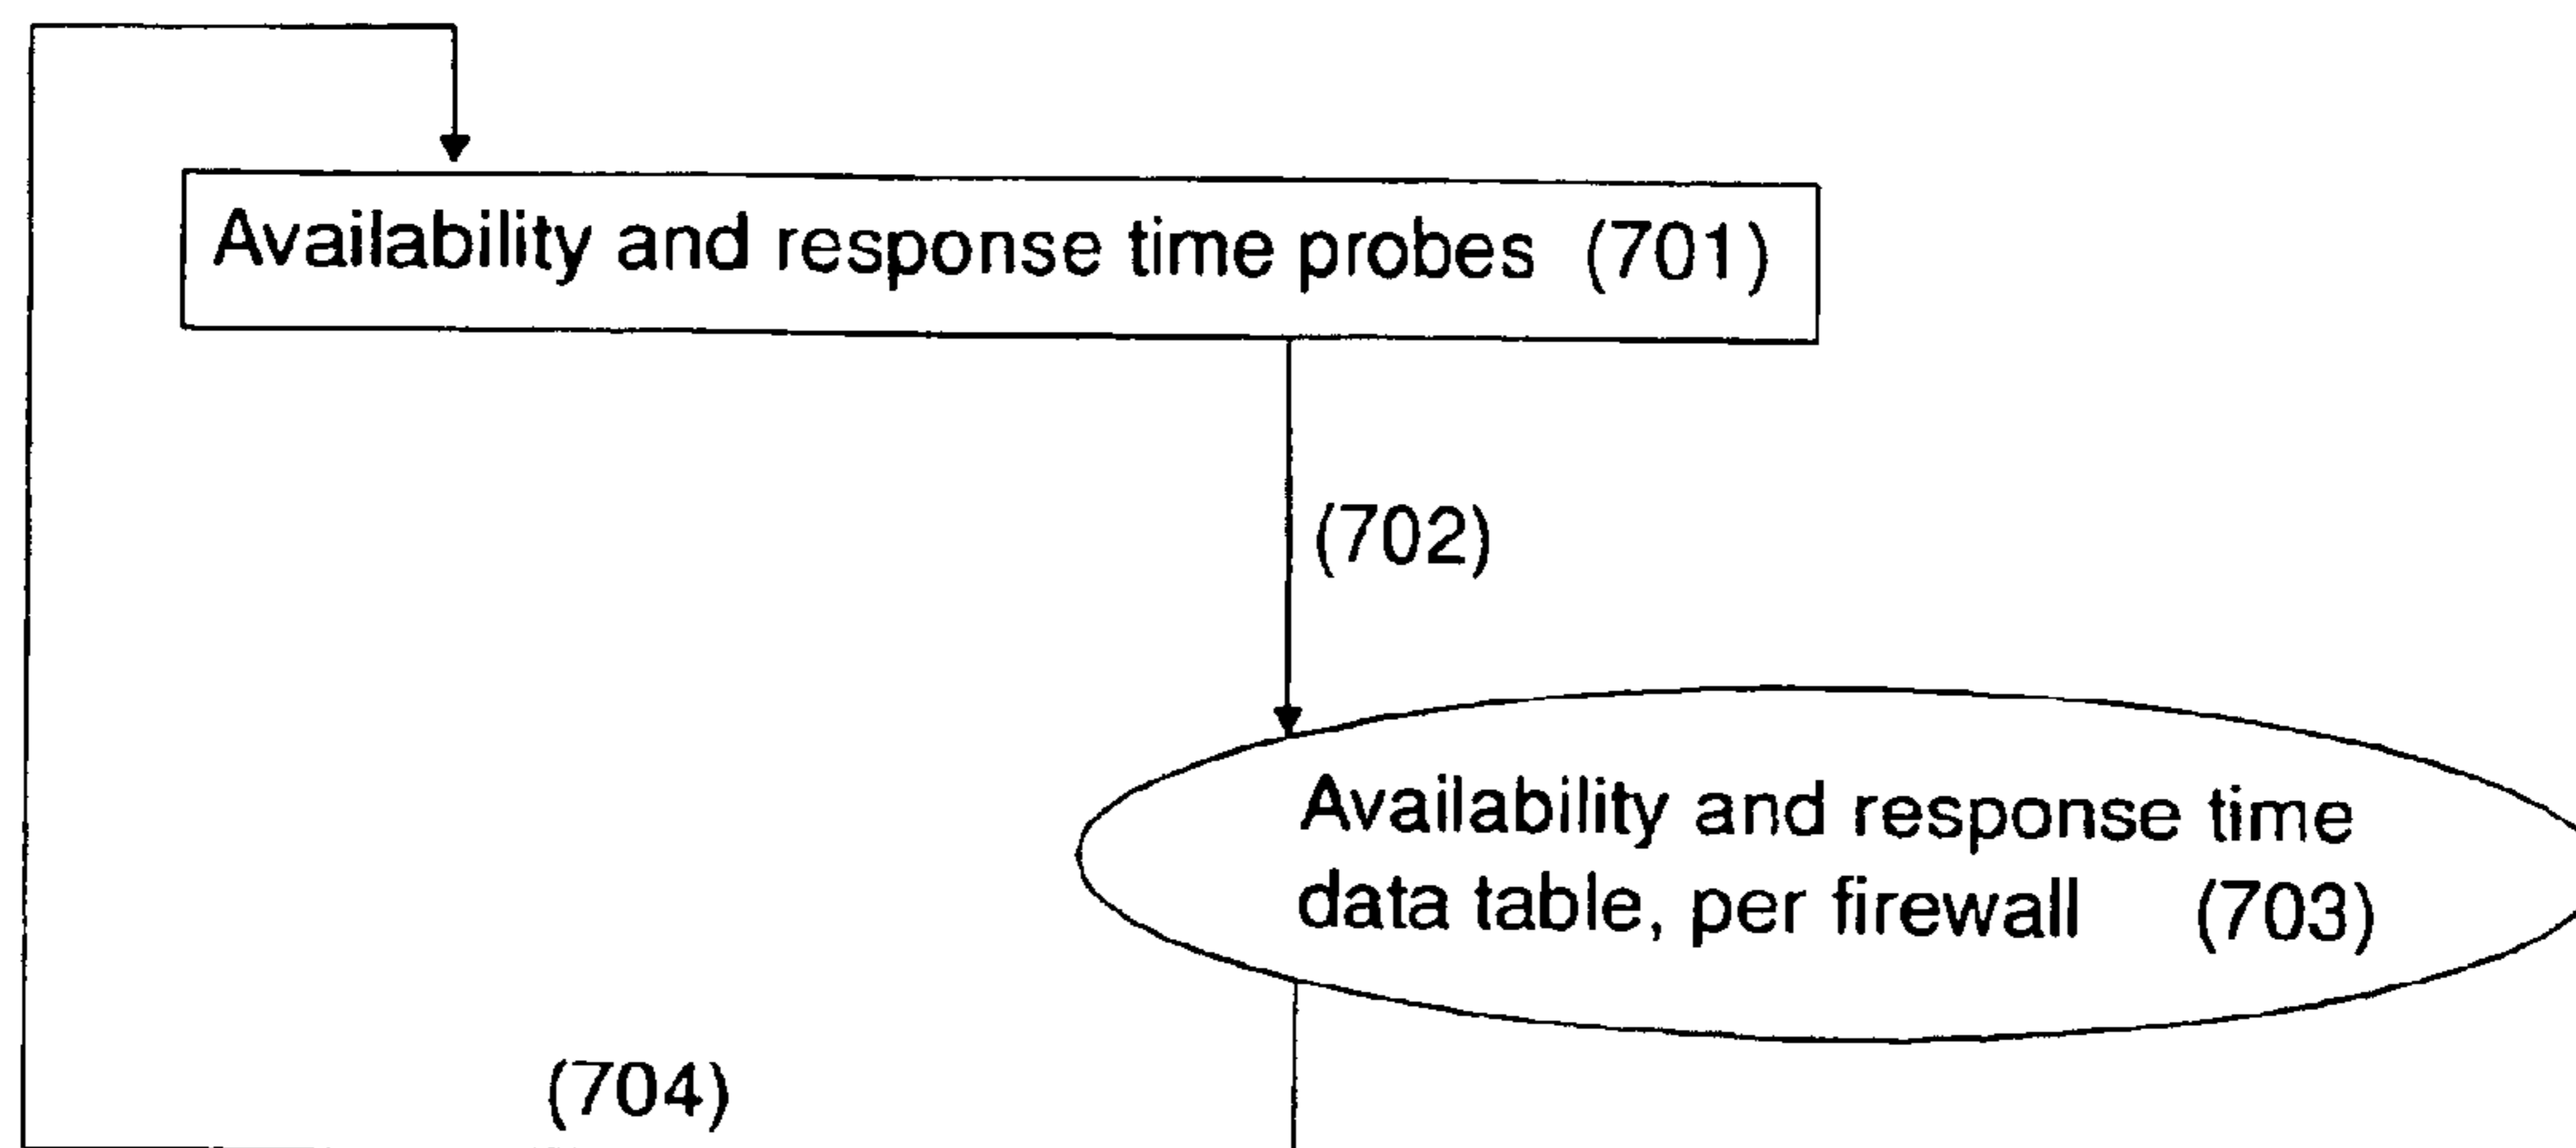 Availability and response time probes (701)
(702)
Availability and response time
data table, per firewall (703)
(704)